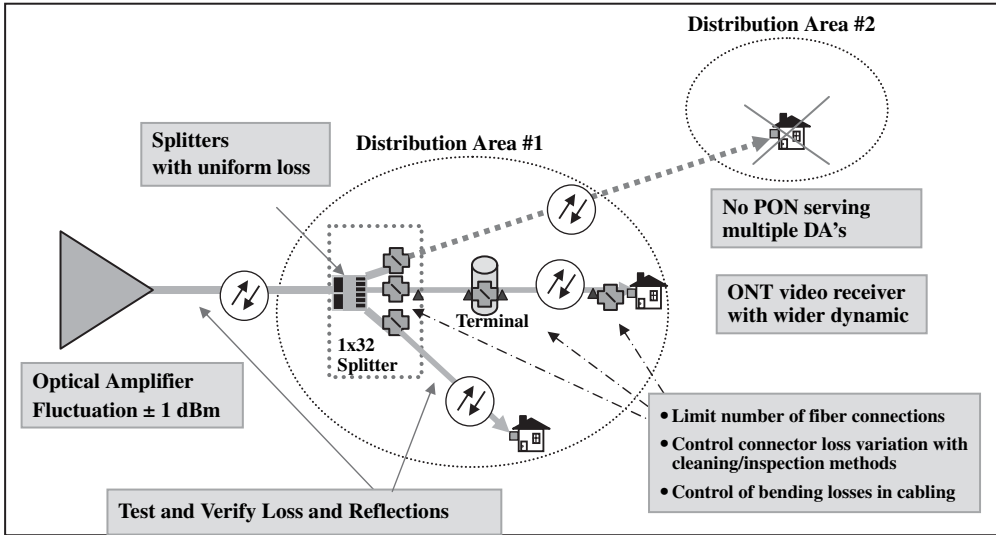 Distribution Area #2
Splitters
with uniform loss
Distribution Area #1
No PON serving
multiple DA's
ONT video receiver
with wider dynamic
Terminal
1x32
Splitter
Optical Amplifier
Fluctuation ± 1 dBm
• Limit number of fiber connections
• Control connector loss variation with
cleaning/inspection methods
• Control of bending losses in cabling
Test and Verify Loss and Reflections